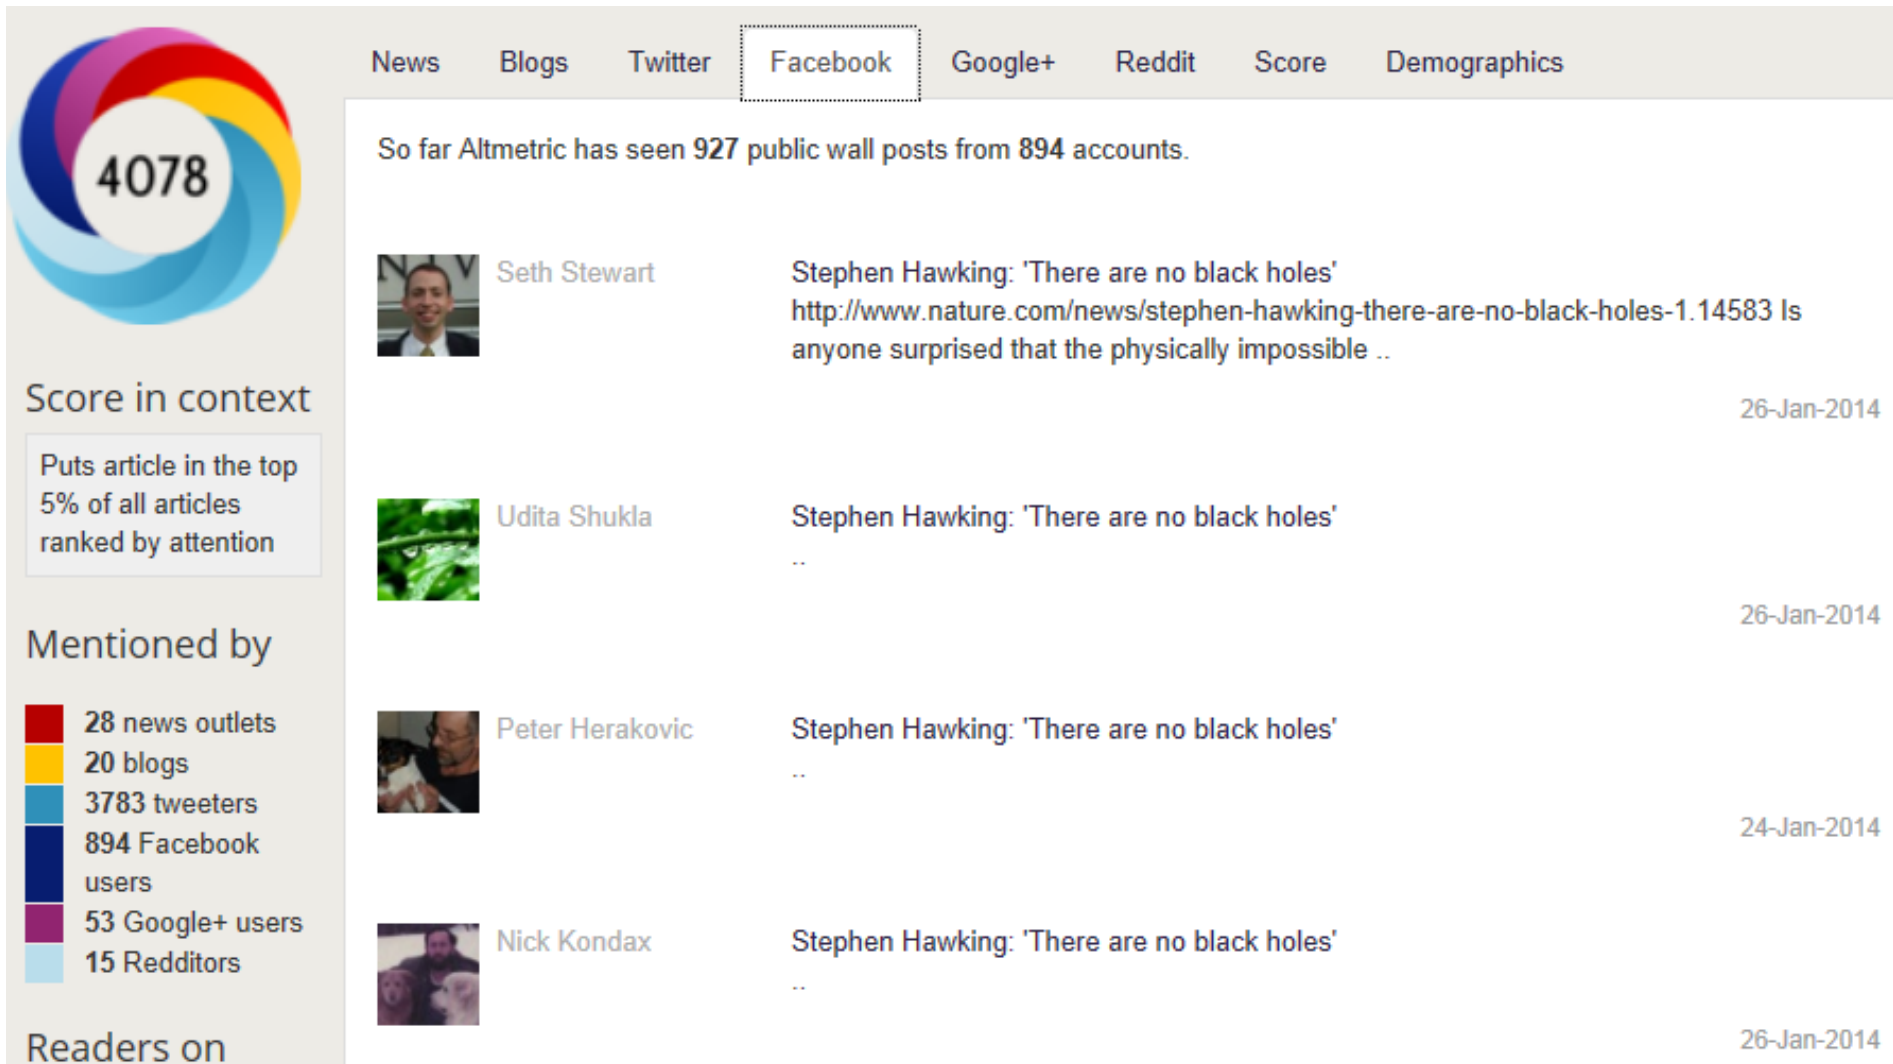 News Blogs Twitter Facebook Google+ Reddit Score Demographics
4078
Score in context
Puts article in the top
5% of all articles
ranked by attention
Mentioned by
28 news outlets
20 blogs
3783 tweeters
894 Facebook
users
53 Google+ users
15 Redditors
Readers on
So far Altmetric has seen 927 public wall posts from 894 accounts.
Seth Stewart
Stephen Hawking: 'There are no black holes'
http://www.nature.com/news/stephen-hawking-there-are-no-black-holes-1.14583 Is
anyone surprised that the physically impossible ..
26-Jan-2014
Udita Shukla
Stephen Hawking: 'There are no black holes'
..
26-Jan-2014
Peter Herakovic
Stephen Hawking: 'There are no black holes'
..
24-Jan-2014
Nick Kondax
Stephen Hawking: 'There are no black holes'
..
26-Jan-2014